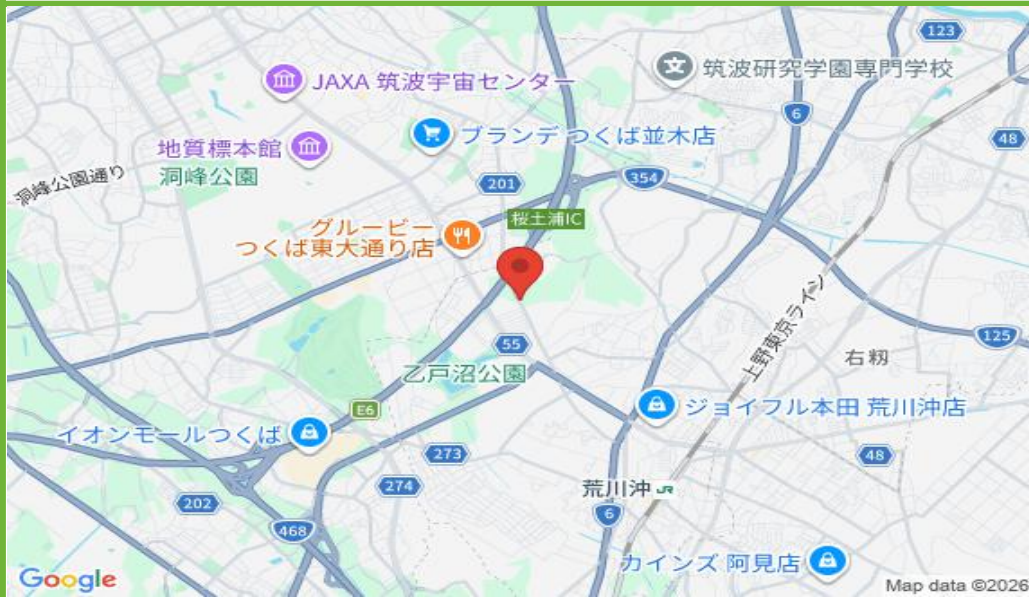 123
JAXA 筑波宇宙センター
筑波研究学園専門学校
6
地質標本館
ブランデ つくば並木店
48
洞峰公園通り
洞峰公園
201
354
グルービー
つくば東大通り店
桜土浦IC
上野東京ライン
55
125
右籾
乙戸沼公園
E6
ジョイフル本田 荒川沖店
イオンモールつくば
273
48
274
荒川沖
JR
202
6
468
カインズ 阿見店
Google
Map data ©2026